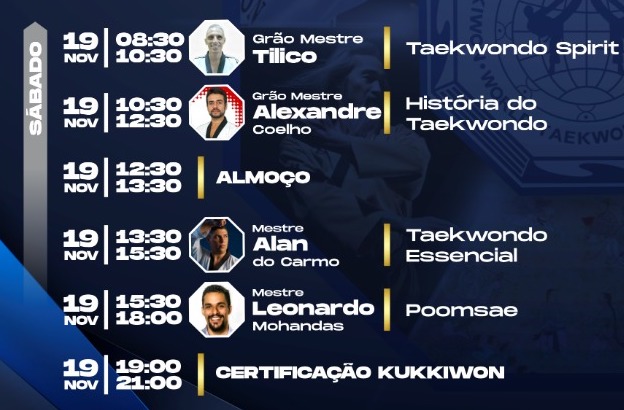 SÁBADO
19 NOV 08:30 10:30 Grão Mestre Tilico Taekwondo Spirit
19 NOV 10:30 12:30 Grão Mestre Alexandre Coelho História do Taekwondo
19 NOV 12:30 13:30 ALMOÇO
19 NOV 13:30 15:30 Mestre Alan do Carmo Taekwondo Essencial
19 NOV 15:30 18:00 Mestre Leonardo Mohandas Poomsae
19 NOV 19:00 21:00 CERTIFICAÇÃO KUKKIWON